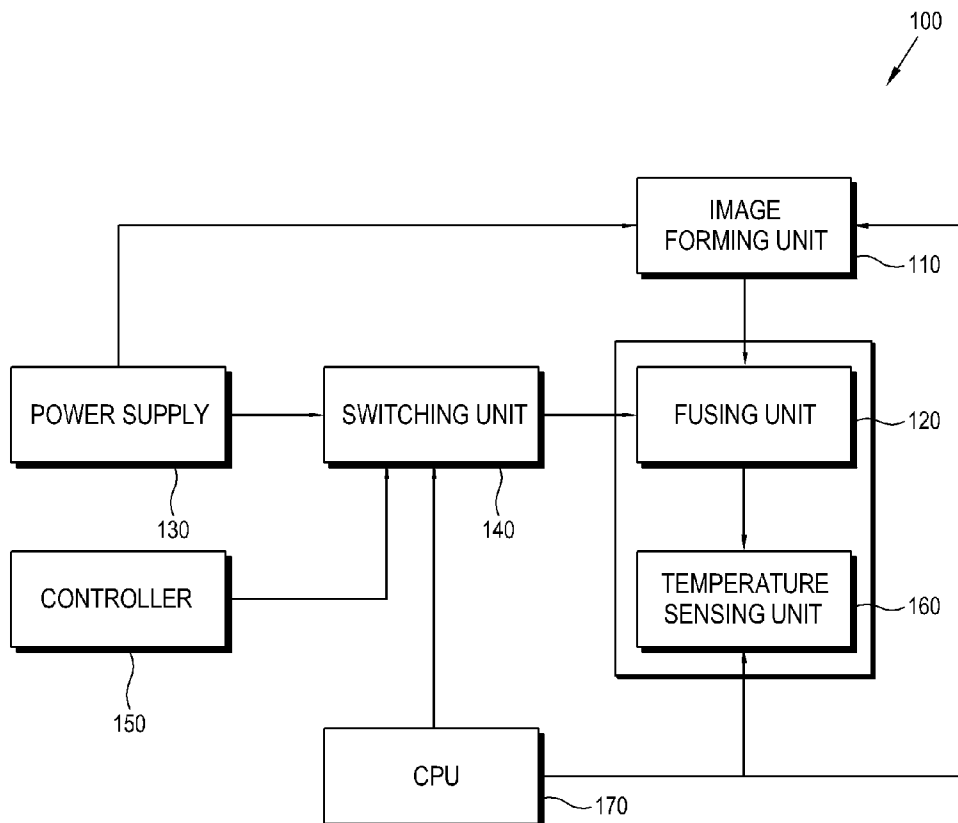 100
IMAGE
FORMING UNIT
110
POWER SUPPLY
130
SWITCHING UNIT
140
FUSING UNIT
120
CONTROLLER
150
TEMPERATURE
SENSING UNIT
160
CPU
170